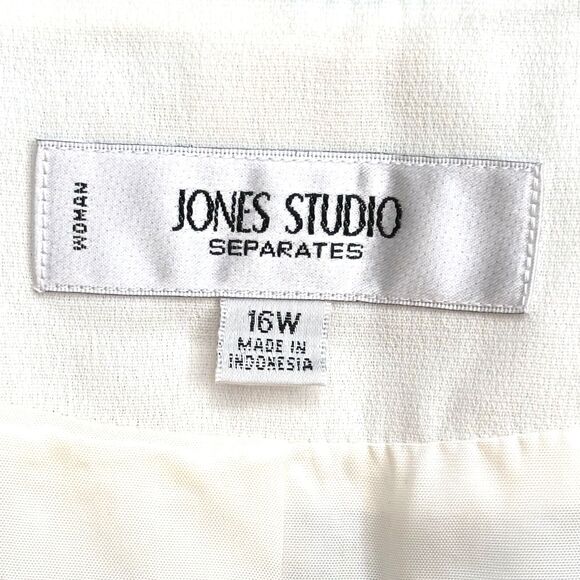 WOMAN
JONES STUDIO
SEPARATES
16W
MADE IN
INDONESIA